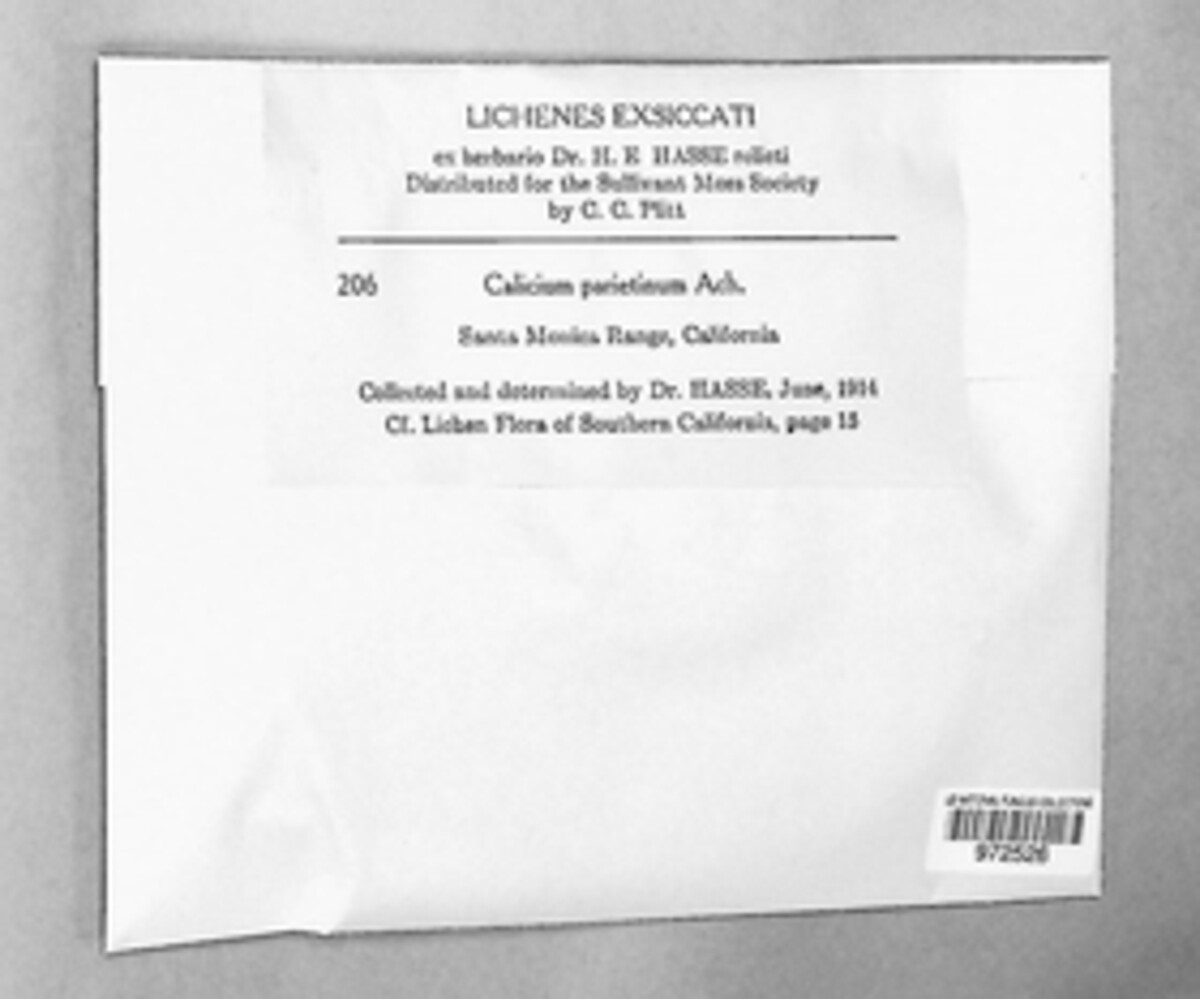 LICHENES EXSICCATI
ex herbario Dr. H. E. HASSE relicti
Distributed for the Sullivant Moss Society
by C. C. Plitt
206 Calicium parietinum Ach.
Santa Monica Range, California
Collected and determined by Dr. HASSE, June, 1914
Cf. Lichen Flora of Southern California, page 15
972526